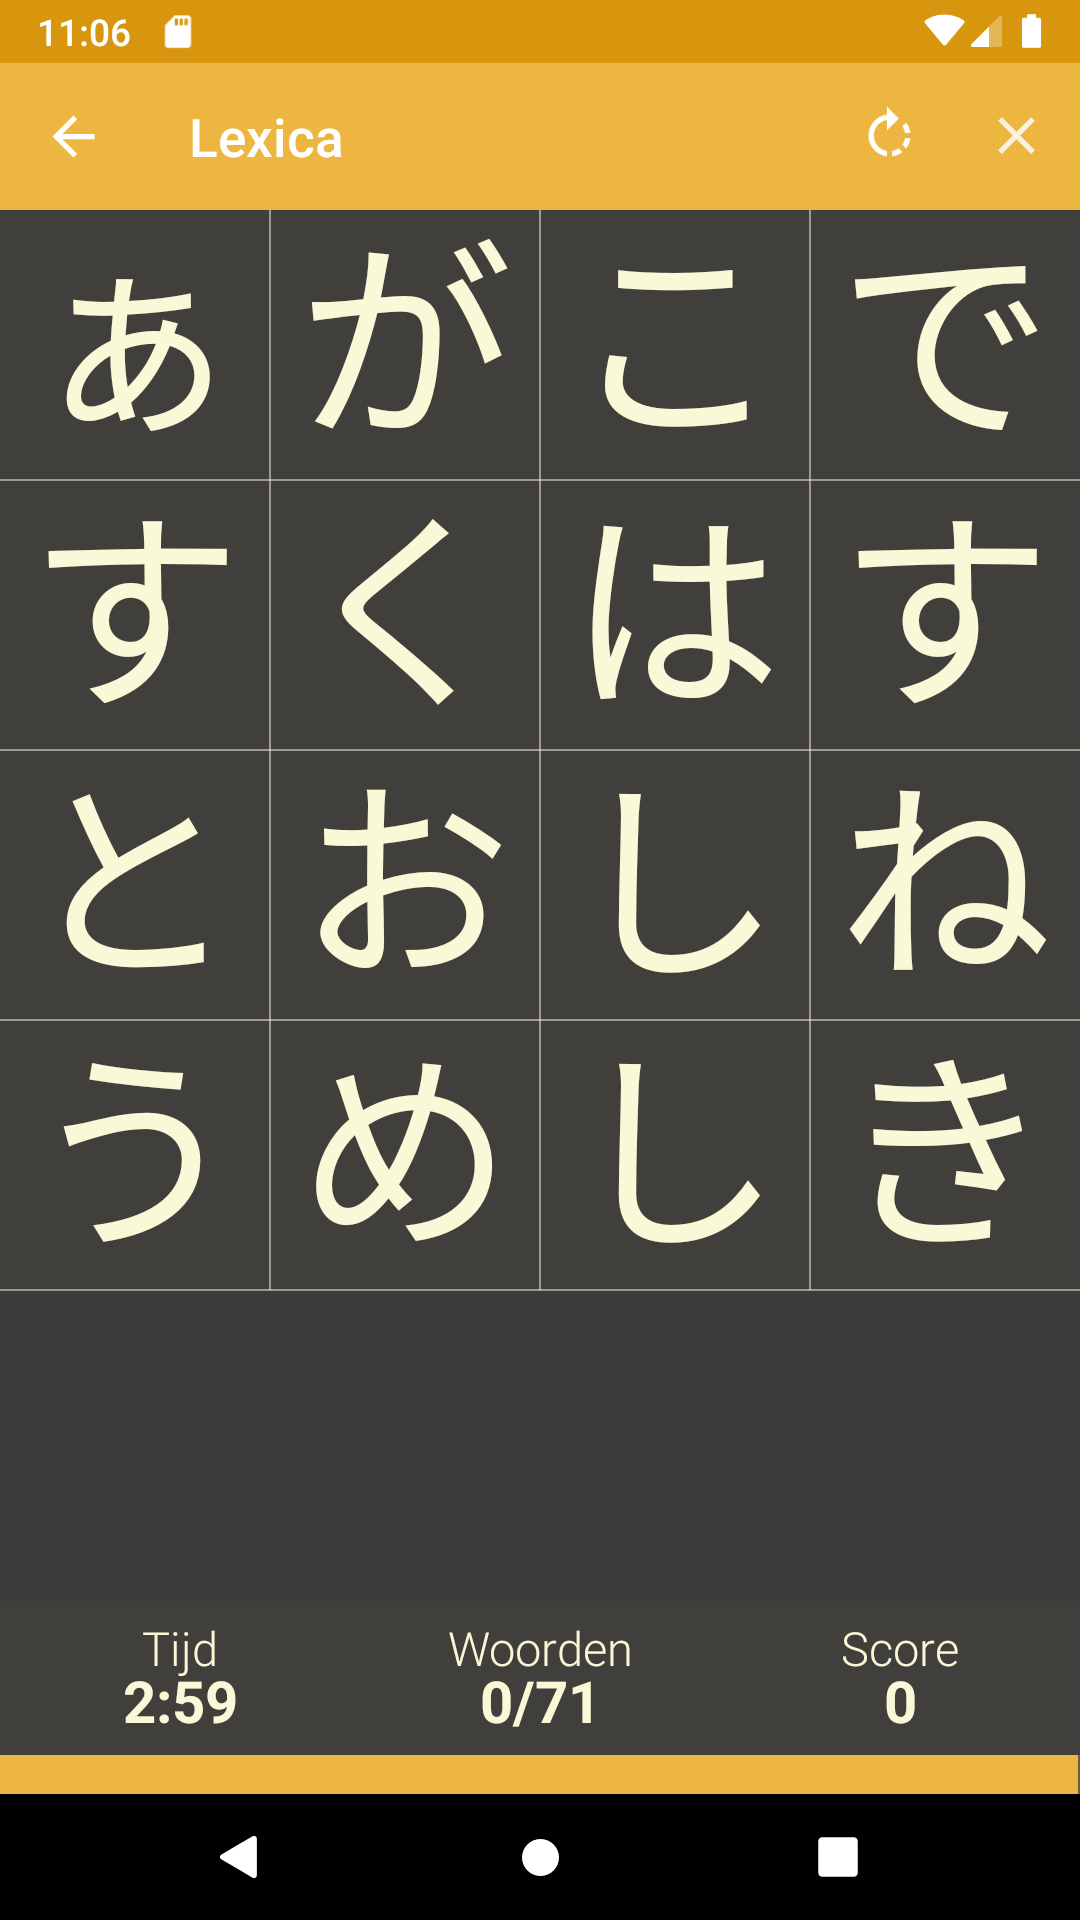 11:06
Lexica
ぁ が こ で
す く は す
と お し ね
う め し き
Tijd Woorden Score
2:59 0/71 0